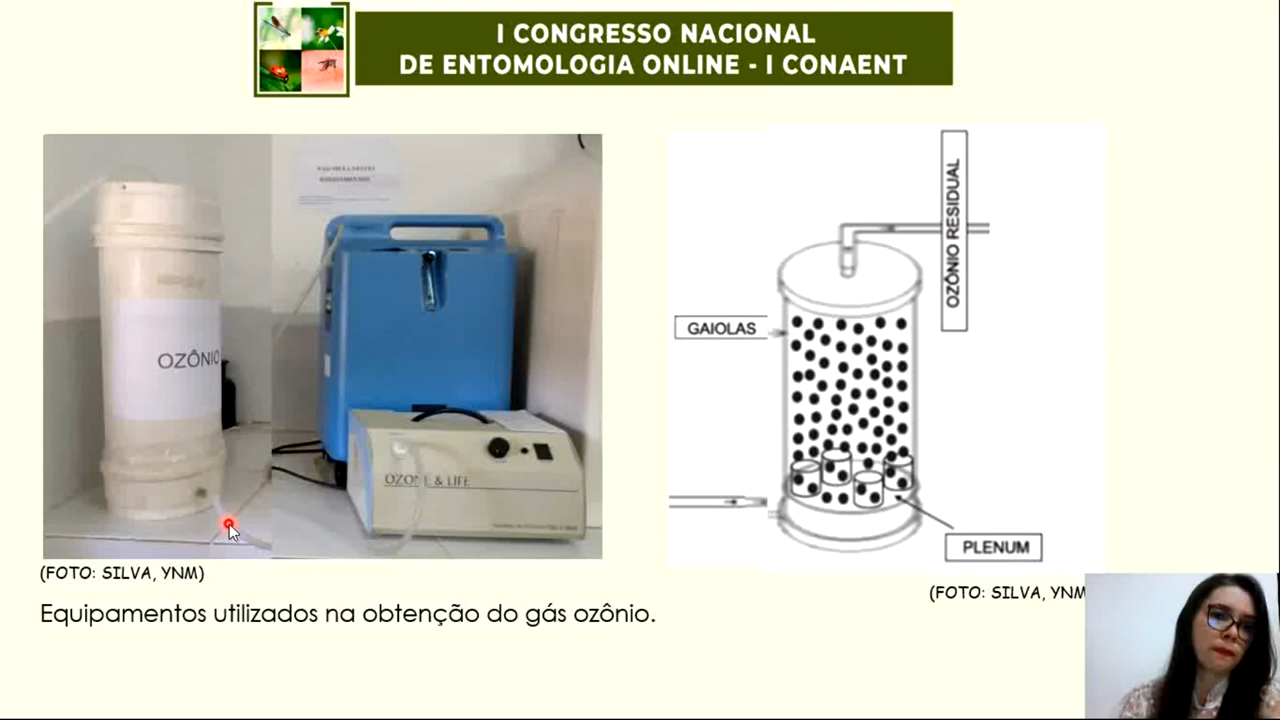 I CONGRESSO NACIONAL
DE ENTOMOLOGIA ONLINE - I CONAENT
OZÔNIO
OZONE & LIFE
(FOTO: SILVA, YNM)
Equipamentos utilizados na obtenção do gás ozônio.
OZÔNIO RESIDUAL
GAIOLAS
PLENUM
(FOTO: SILVA, YNM